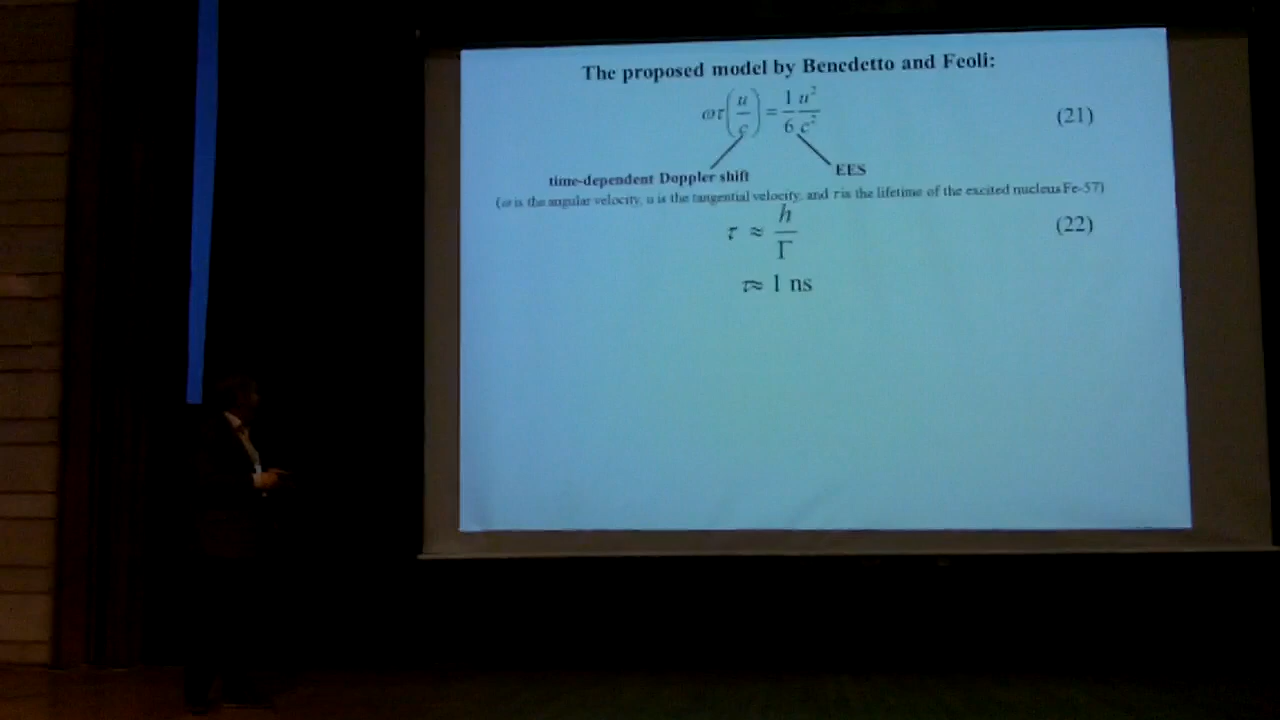 The proposed model by Benedetto and Feoli:
ωτ(u/c) = 1/6 u²/c² (21)
time-dependent Doppler shift EES
(ω is the angular velocity, u is the tangential velocity, and τ is the lifetime of the excited nucleus Fe-57)
τ ≈ h/Γ (22)
τ≈ 1 ns